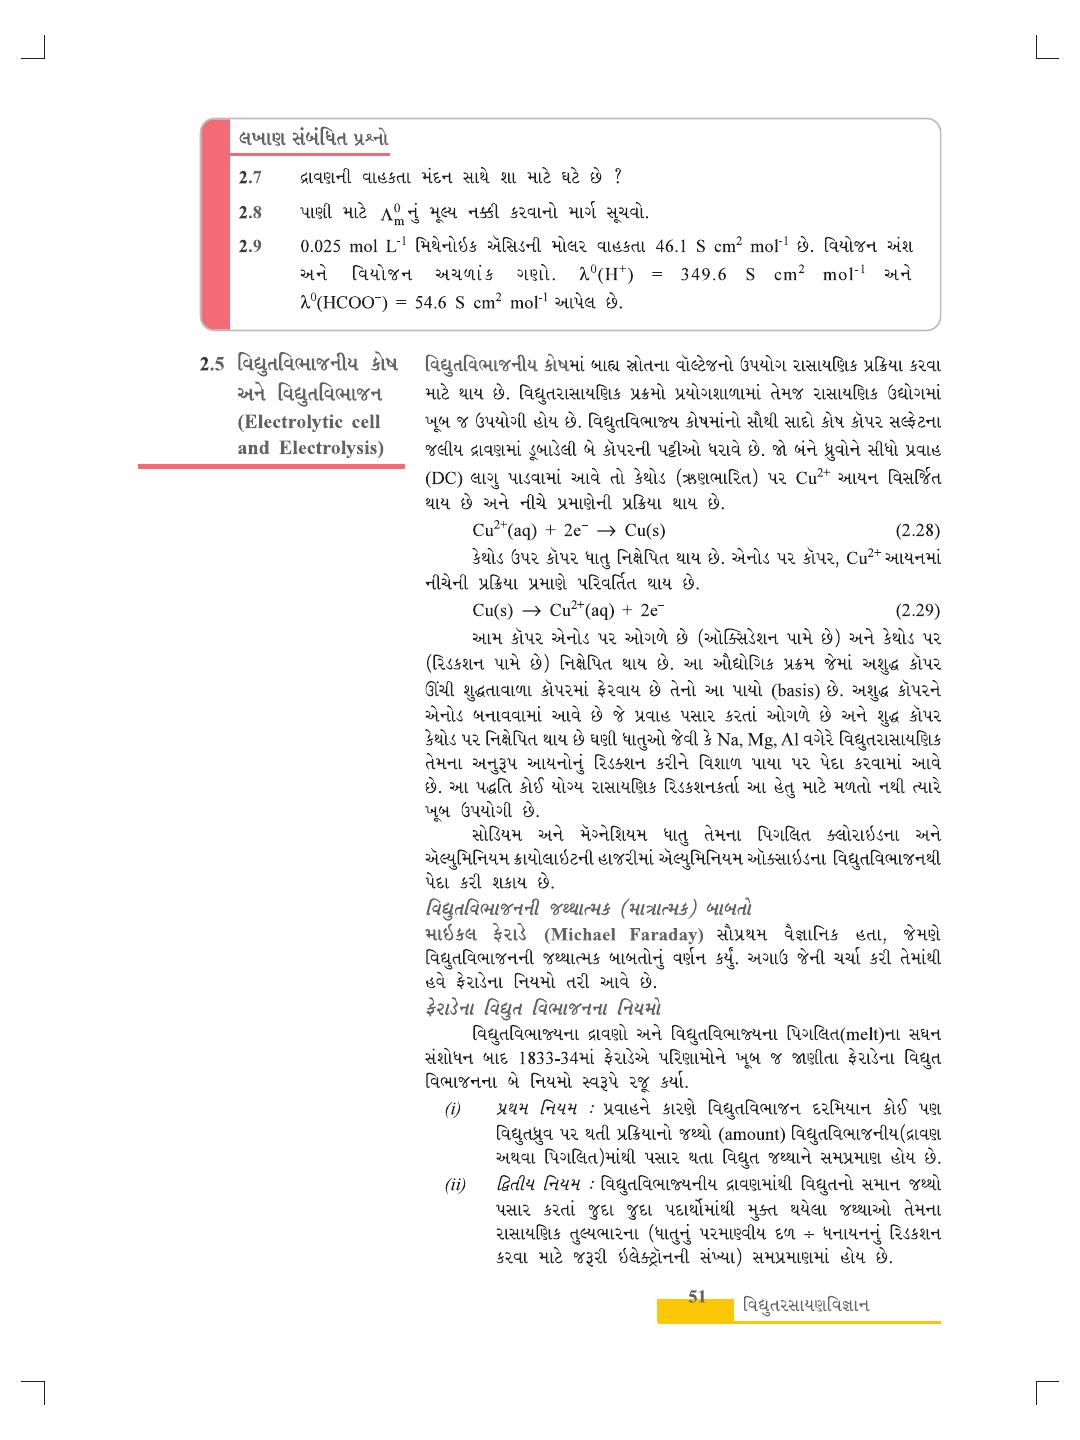 લખાણ સંબંધિત પ્રશ્નો
2.7 દ્રાવણની વાહકતા મંદન સાથે શા માટે ઘટે છે ?
2.8 પાણી માટે Λ⁰ₘ નું મૂલ્ય નક્કી કરવાનો માર્ગ સૂચવો.
2.9 0.025 mol L⁻¹ મિથેનોઇક ઍસિડની મોલર વાહકતા 46.1 S cm² mol⁻¹ છે. વિયોજન અંશ
અને વિયોજન અચળાંક ગણો. λ⁰(H⁺) = 349.6 S cm² mol⁻¹ અને
λ⁰(HCOO⁻) = 54.6 S cm² mol⁻¹ આપેલ છે.
2.5 વિદ્યુતવિભાજનીય કોષ
અને વિદ્યુતવિભાજન
(Electrolytic cell
and Electrolysis)
વિદ્યુતવિભાજનીય કોષમાં બાહ્ય સ્રોતના વૉલ્ટેજનો ઉપયોગ રાસાયણિક પ્રક્રિયા કરવા
માટે થાય છે. વિદ્યુતરાસાયણિક પ્રક્રમો પ્રયોગશાળામાં તેમજ રાસાયણિક ઉદ્યોગમાં
ખૂબ જ ઉપયોગી હોય છે. વિદ્યુતવિભાજ્ય કોષમાંનો સૌથી સાદો કોષ કૉપર સલ્ફેટના
જલીય દ્રાવણમાં ડૂબાડેલી બે કૉપરની પટ્ટીઓ ધરાવે છે. જો બંને ધ્રુવોને સીધો પ્રવાહ
(DC) લાગુ પાડવામાં આવે તો કેથોડ (ઋણભારિત) પર Cu²⁺ આયન વિસર્જિત
થાય છે અને નીચે પ્રમાણેની પ્રક્રિયા થાય છે.
Cu²⁺(aq) + 2e⁻ → Cu(s) (2.28)
કેથોડ ઉપર કૉપર ધાતુ નિક્ષેપિત થાય છે. એનોડ પર કૉપર, Cu²⁺ આયનમાં
નીચેની પ્રક્રિયા પ્રમાણે પરિવર્તિત થાય છે.
Cu(s) → Cu²⁺(aq) + 2e⁻ (2.29)
આમ કૉપર એનોડ પર ઓગળે છે (ઑક્સિડેશન પામે છે) અને કેથોડ પર
(રિડકશન પામે છે) નિક્ષેપિત થાય છે. આ ઔદ્યોગિક પ્રક્રમ જેમાં અશુદ્ધ કૉપર
ઊંચી શુદ્ધતાવાળા કૉપરમાં ફેરવાય છે તેનો આ પાયો (basis) છે. અશુદ્ધ કૉપરને
એનોડ બનાવવામાં આવે છે જે પ્રવાહ પસાર કરતાં ઓગળે છે અને શુદ્ધ કૉપર
કેથોડ પર નિક્ષેપિત થાય છે ઘણી ધાતુઓ જેવી કે Na, Mg, Al વગેરે વિદ્યુતરાસાયણિક
તેમના અનુરૂપ આયનોનું રિડક્શન કરીને વિશાળ પાયા પર પેદા કરવામાં આવે
છે. આ પદ્ધતિ કોઈ યોગ્ય રાસાયણિક રિડકશનકર્તા આ હેતુ માટે મળતો નથી ત્યારે
ખૂબ ઉપયોગી છે.
સોડિયમ અને મૅગ્નેશિયમ ધાતુ તેમના પિગલિત ક્લોરાઇડના અને
ઍલ્યુમિનિયમ ક્રાયોલાઇટની હાજરીમાં ઍલ્યુમિનિયમ ઑક્સાઇડના વિદ્યુતવિભાજનથી
પેદા કરી શકાય છે.
વિદ્યુતવિભાજનની જથ્થાત્મક (માત્રાત્મક) બાબતો
માઇકલ ફેરાડે (Michael Faraday) સૌપ્રથમ વૈજ્ઞાનિક હતા, જેમણે
વિદ્યુતવિભાજનની જથ્થાત્મક બાબતોનું વર્ણન કર્યું. અગાઉ જેની ચર્ચા કરી તેમાંથી
હવે ફેરાડેના નિયમો તરી આવે છે.
ફેરાડેના વિદ્યુત વિભાજનના નિયમો
વિદ્યુતવિભાજ્યના દ્રાવણો અને વિદ્યુતવિભાજ્યના પિગલિત(melt)ના સઘન
સંશોધન બાદ 1833-34માં ફેરાડેએ પરિણામોને ખૂબ જ જાણીતા ફેરાડેના વિદ્યુત
વિભાજનના બે નિયમો સ્વરૂપે રજૂ કર્યા.
(i) પ્રથમ નિયમ : પ્રવાહને કારણે વિદ્યુતવિભાજન દરમિયાન કોઈ પણ
વિદ્યુતધ્રુવ પર થતી પ્રક્રિયાનો જથ્થો (amount) વિદ્યુતવિભાજનીય(દ્રાવણ
અથવા પિગલિત)માંથી પસાર થતા વિદ્યુત જથ્થાને સમપ્રમાણ હોય છે.
(ii) દ્વિતીય નિયમ : વિદ્યુતવિભાજ્યનીય દ્રાવણમાંથી વિદ્યુતનો સમાન જથ્થો
પસાર કરતાં જુદા જુદા પદાર્થોમાંથી મુક્ત થયેલા જથ્થાઓ તેમના
રાસાયણિક તુલ્યભારના (ધાતુનું પરમાણ્વીય દળ ÷ ધનાયનનું રિડકશન
કરવા માટે જરૂરી ઇલેક્ટ્રૉનની સંખ્યા) સમપ્રમાણમાં હોય છે.
51 વિદ્યુતરસાયણવિજ્ઞાન